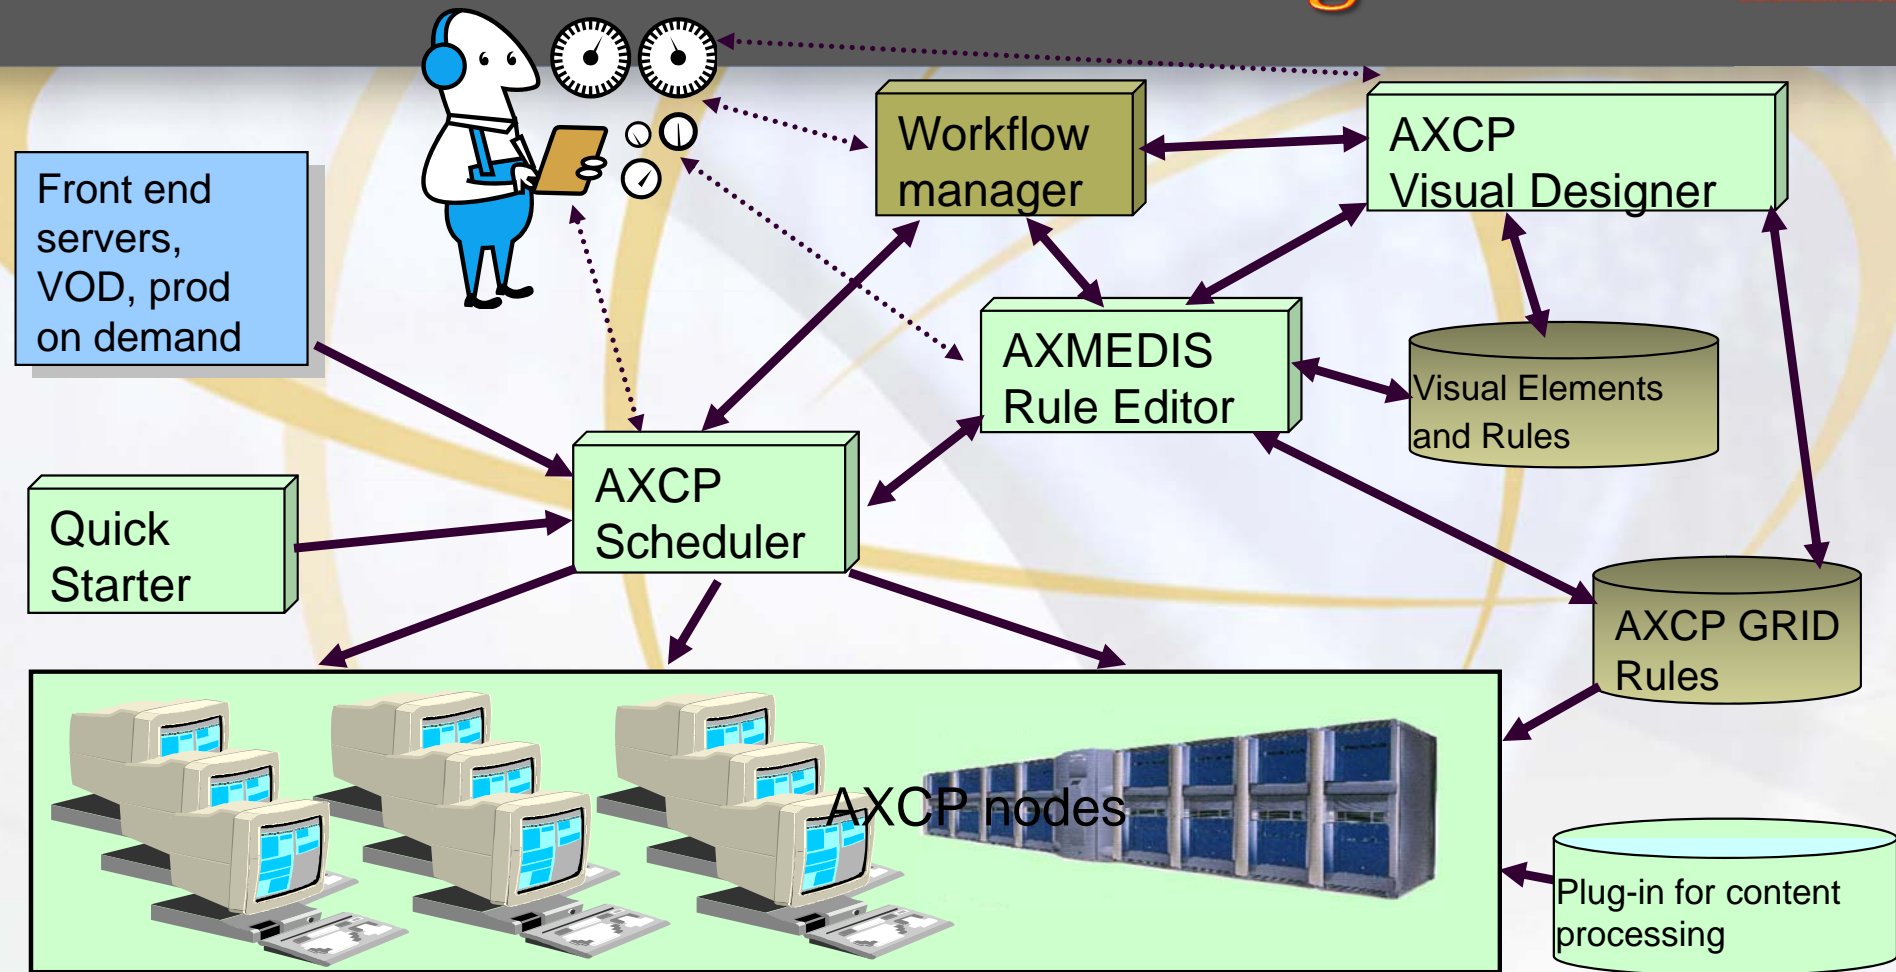 Workflow
manager
AXCP
Visual Designer
Front end
servers,
VOD, prod
on demand
AXMEDIS
Rule Editor
Visual Elements
and Rules
AXCP
Scheduler
Quick
Starter
AXCP GRID
Rules
AXCP nodes
Plug-in for content
processing